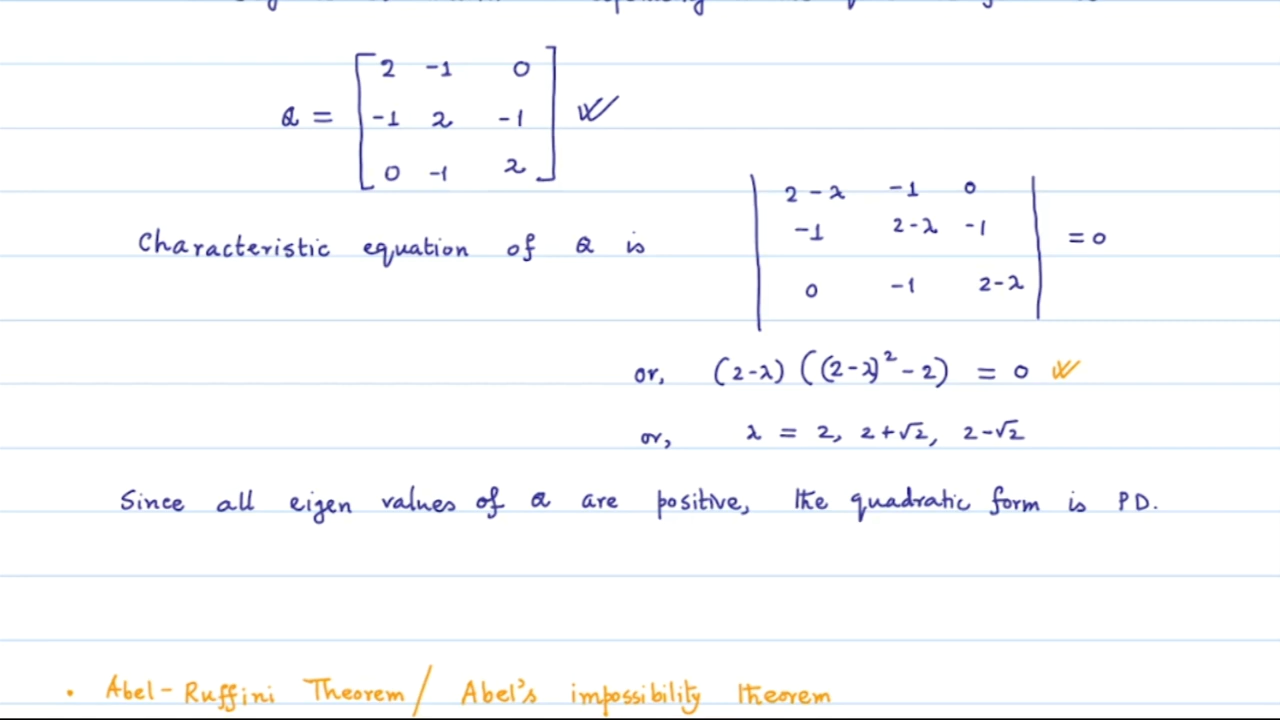 2 -1 0
Q = -1 2 -1
0 -1 2
2-λ -1 0
-1 2-λ -1 = 0
Characteristic equation of Q is
0 -1 2-λ
or, (2-λ) ((2-λ)² - 2) = 0
or, λ = 2, 2+√2, 2-√2
Since all eigen values of Q are positive, the quadratic form is PD.
• Abel-Ruffini Theorem / Abel's impossibility theorem